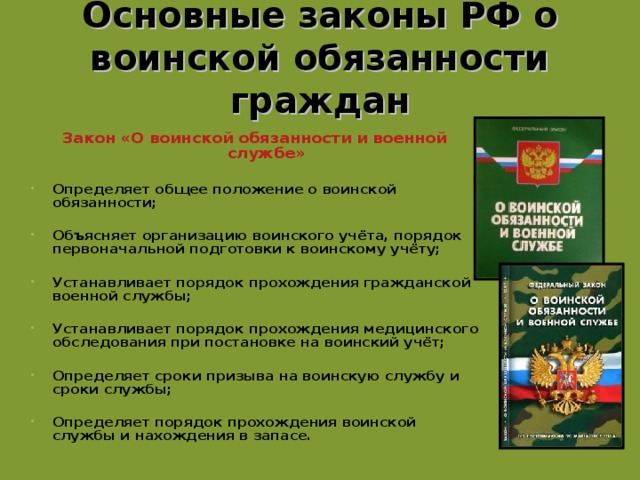 Основные законы РФ о
воинской обязанности
граждан
Закон «О воинской обязанности и военной
службе»
Определяет общее положение о воинской
обязанности;
Объясняет организацию воинского учёта, порядок
первоначальной подготовки к воинскому учёту;
Устанавливает порядок прохождения гражданской
военной службы;
Устанавливает порядок прохождения медицинского
обследования при постановке на воинский учёт;
Определяет сроки призыва на воинскую службу и
сроки службы;
Определяет порядок прохождения воинской
службы и нахождения в запасе.
ФЕДЕРАЛЬНЫЙ ЗАКОН
О ВОИНСКОЙ
ОБЯЗАННОСТИ
И ВОЕННОЙ
СЛУЖБЕ
ФЕДЕРАЛЬНЫЙ ЗАКОН
О ВОИНСКОЙ
ОБЯЗАННОСТИ
И ВОЕННОЙ СЛУЖБЕ